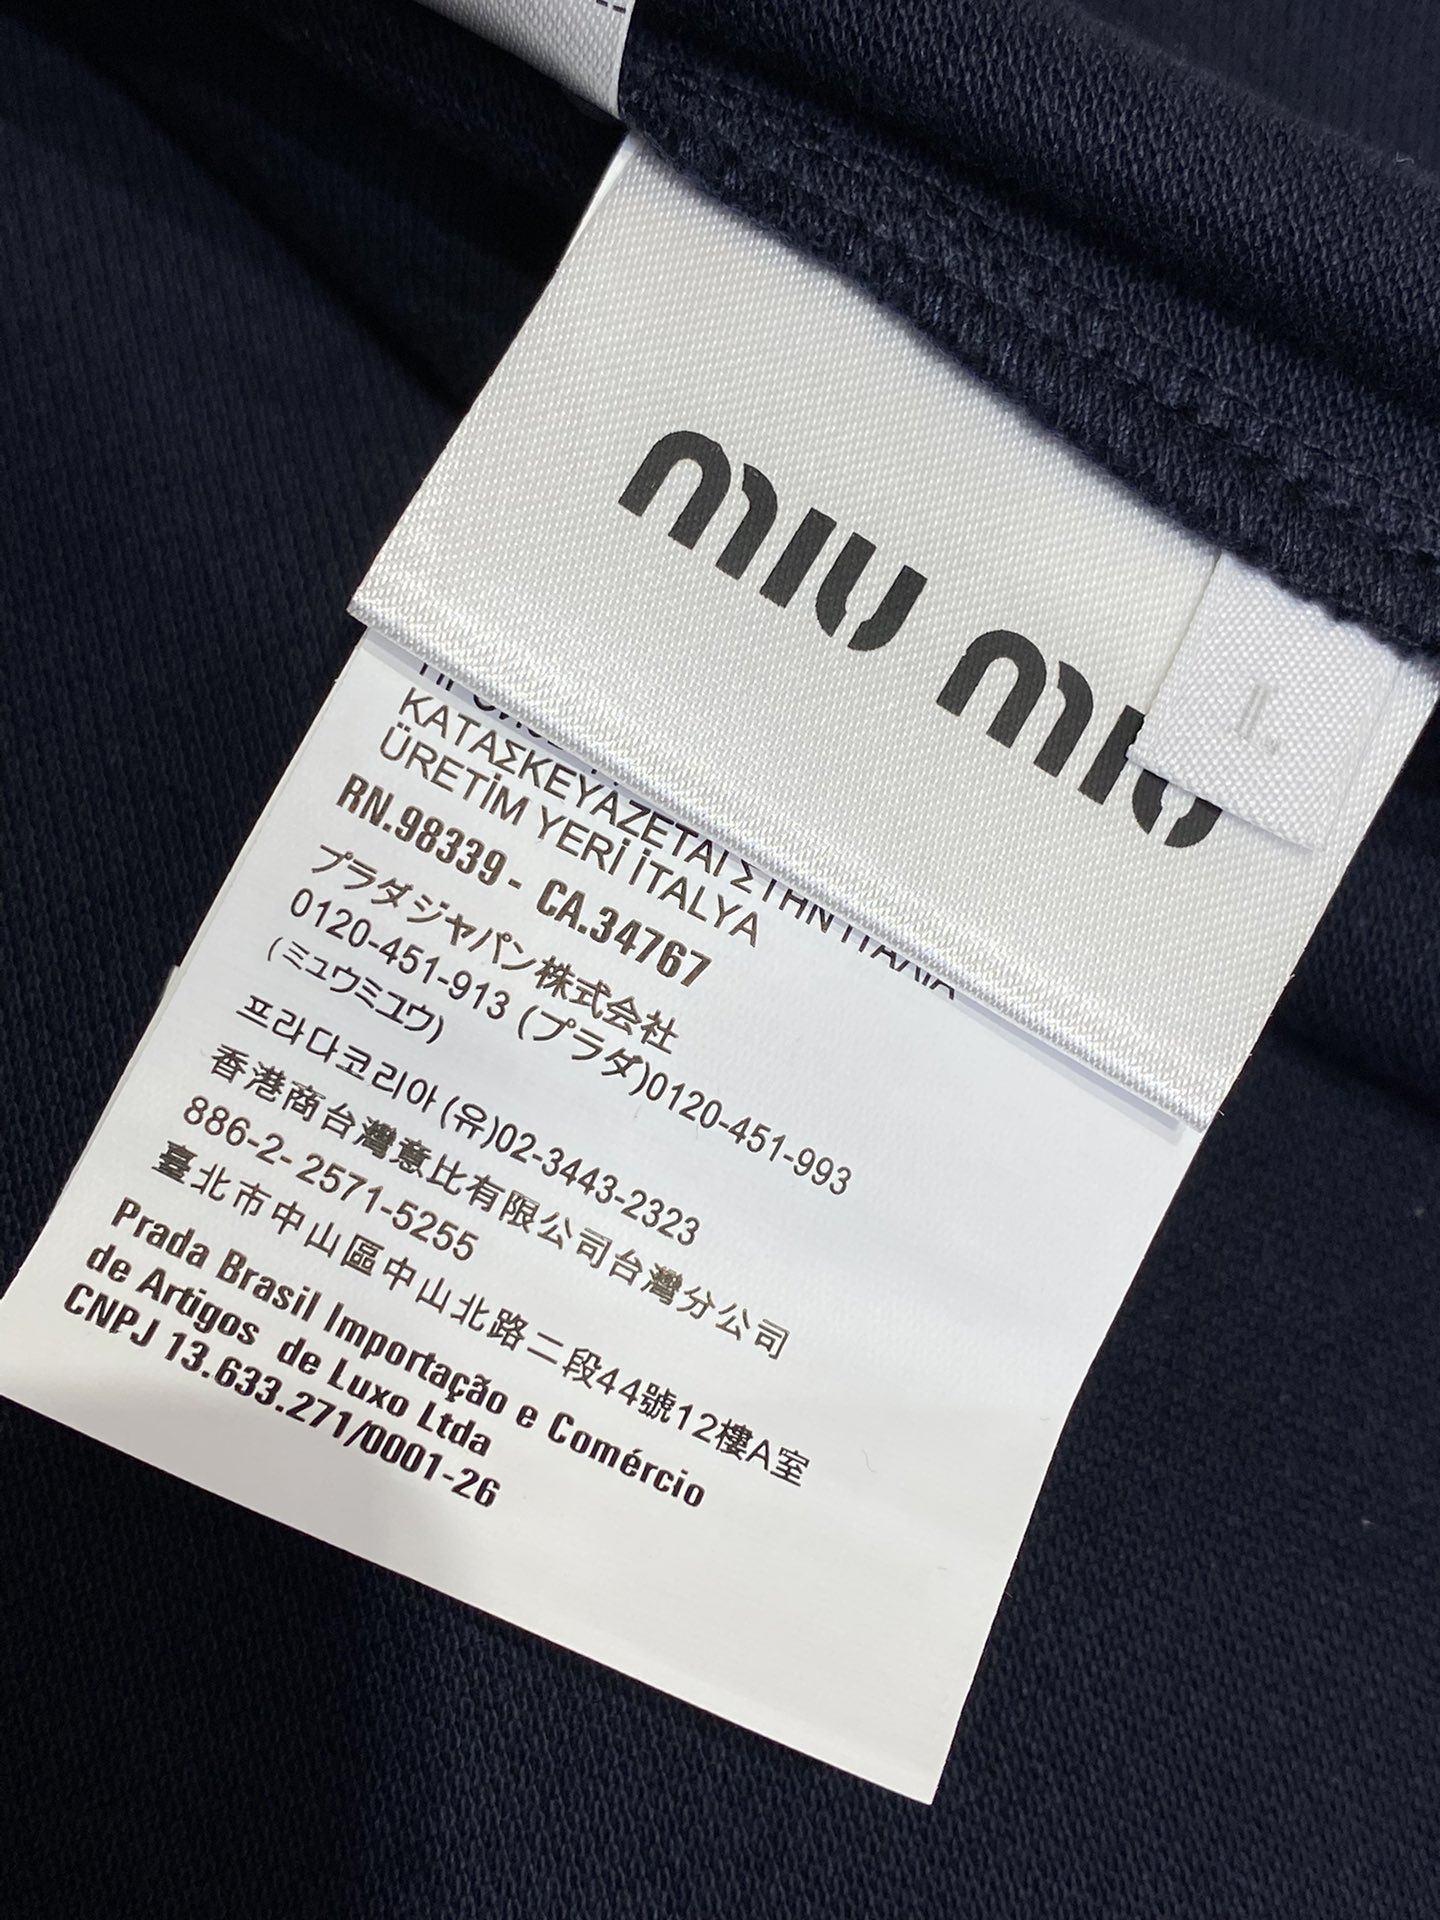 miu miu
L
ΚΑΤΑΣΚΕΥΑΖΕΤΑΙ ΣΤΗΝ ΙΤΑΛΙΑ
ÜRETİM YERİ İTALYA
RN.98339 - CA.34767
プラダジャパン株式会社
0120-451-913 (プラダ)0120-451-993
(ミュウミュウ)
프라다코리아(유)02-3443-2323
香港商台灣意比有限公司台灣分公司
886-2- 2571-5255
臺北市中山區中山北路二段44號12樓A室
Prada Brasil Importação e Comércio
de Artigos de Luxo Ltda
CNPJ 13.633.271/0001-26